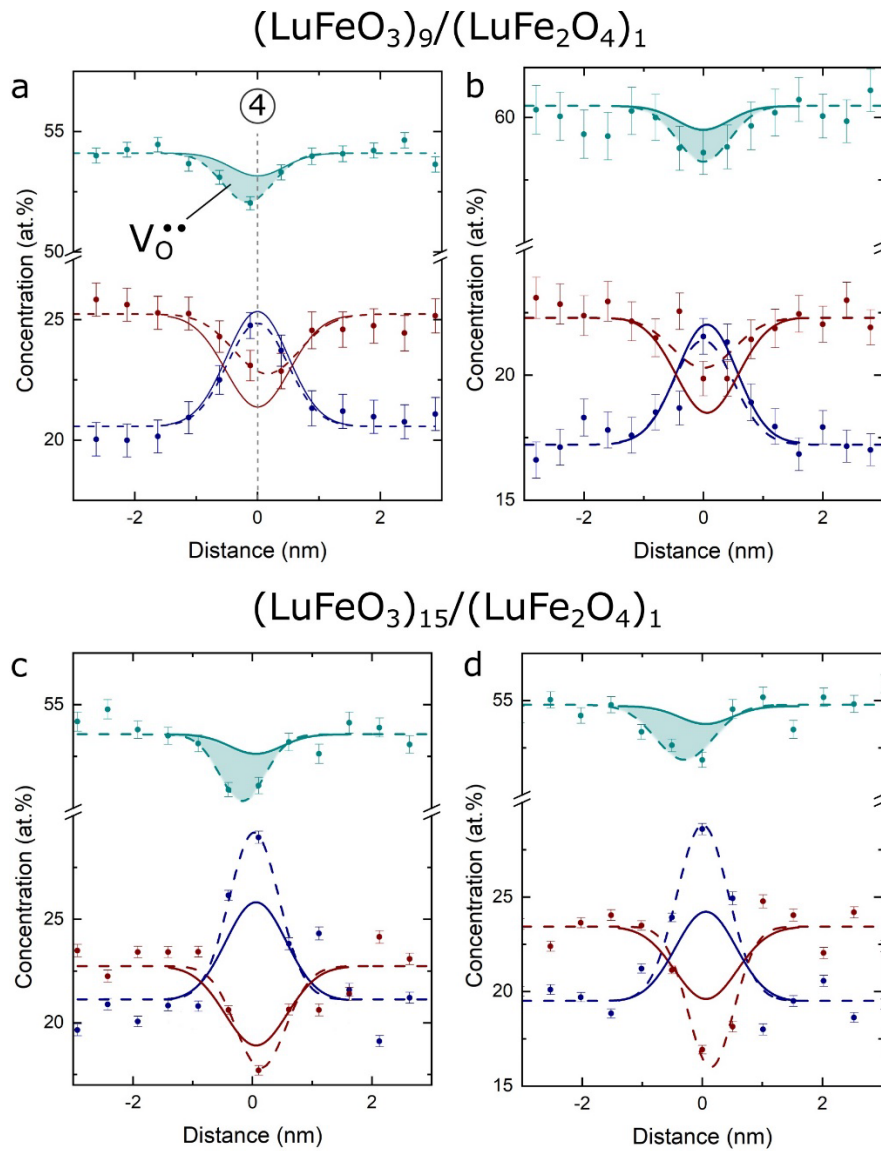 (LuFeO₃)₉/(LuFe₂O₄)₁
a
b
④
55
50
25
20
V_O^••
Concentration (at.%)
-2 0 2
Distance (nm)
60
20
15
Concentration (at.%)
-2 0 2
Distance (nm)
(LuFeO₃)₁₅/(LuFe₂O₄)₁
c
d
55
25
20
Concentration (at.%)
-2 0 2
Distance (nm)
55
25
20
15
Concentration (at.%)
-2 0 2
Distance (nm)